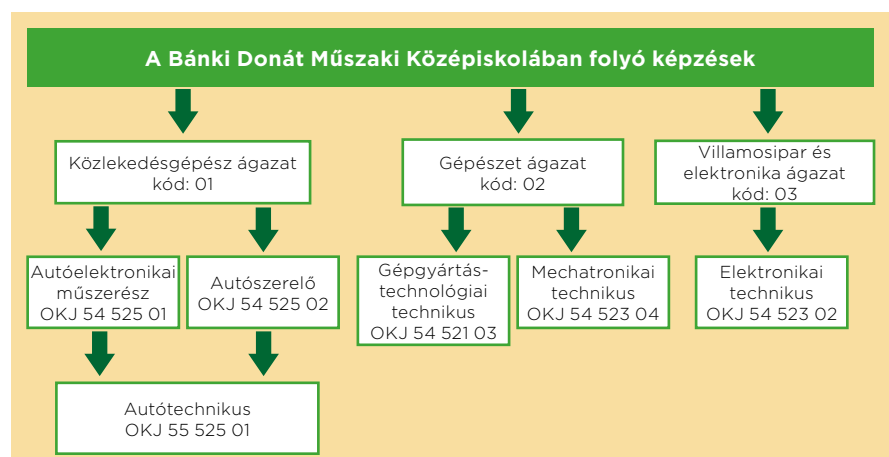 A Bánki Donát Műszaki Középiskolában folyó képzések
Közlekedésgépész ágazat
kód: 01
Gépészet ágazat
kód: 02
Villamosipar és
elektronika ágazat
kód: 03
Autóelektronikai
műszerész
OKJ 54 525 01
Autószerelő
OKJ 54 525 02
Gépgyártás-
technológiai
technikus
OKJ 54 521 03
Mechatronikai
technikus
OKJ 54 523 04
Elektronikai
technikus
OKJ 54 523 02
Autótechnikus
OKJ 55 525 01